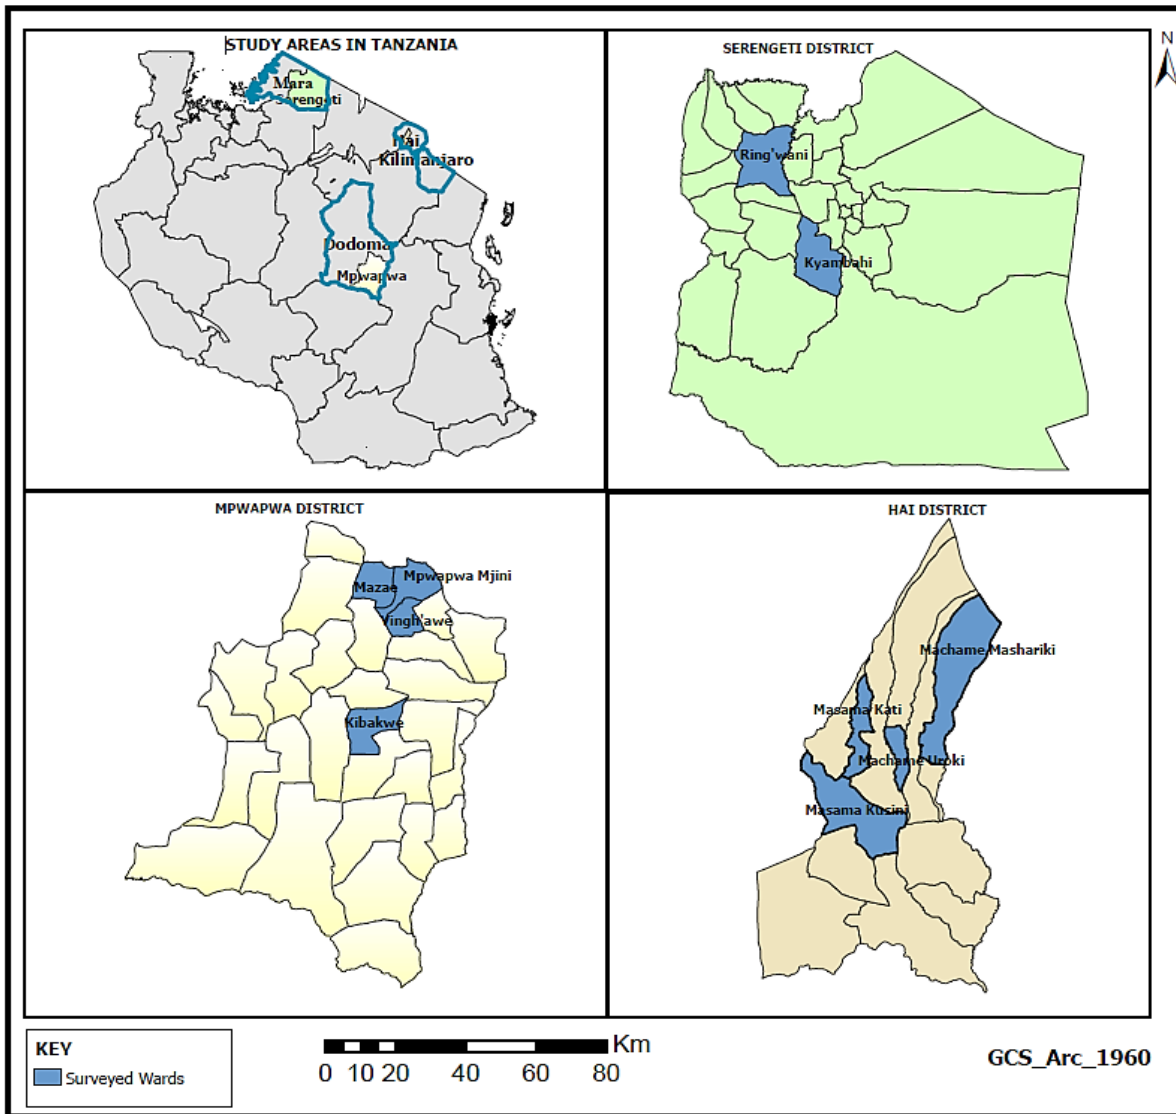 STUDY AREAS IN TANZANIA
Mara
Serengeti
Hai
Kilimanjaro
Dodoma
Mpwapwa
SERENGETI DISTRICT
N
Ring'wani
Kyambahi
MPWAPWA DISTRICT
Mpwapwa Mjini
Mazae
Vingh'awe
Kibakwe
HAI DISTRICT
Machame Mashariki
Masama Kati
Machame Uroki
Masama Kusini
KEY
Surveyed Wards
Km
0 10 20 40 60 80
GCS_Arc_1960